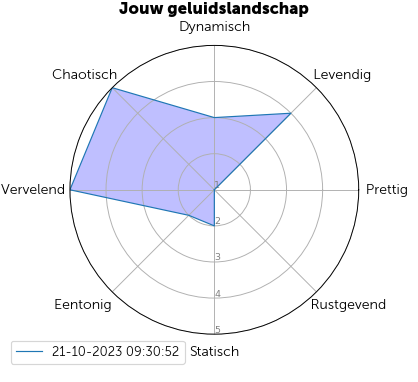 Jouw geluidslandschap
Dynamisch
Chaotisch
Levendig
Vervelend
1
Prettig
2
3
Eentonig
4
Rustgevend
5
21-10-2023 09:30:52
Statisch